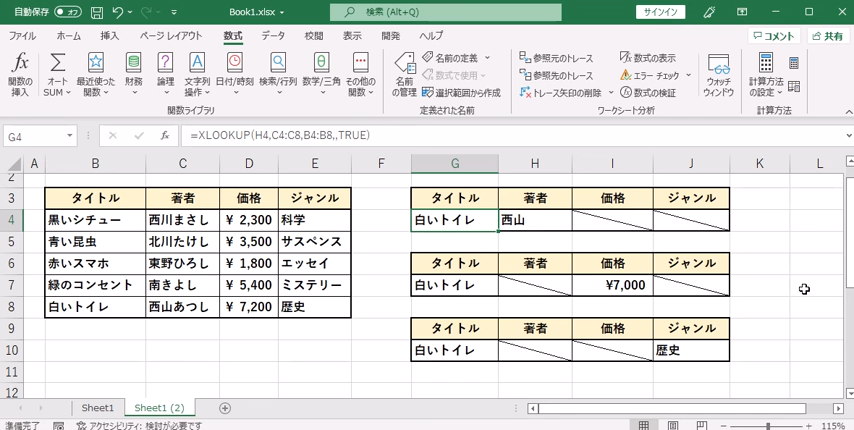 自動保存 オフ Book1.xlsx 検索 (Alt+Q) サインイン
ファイル ホーム 挿入 ページ レイアウト 数式 データ 校閲 表示 開発 ヘルプ コメント 共有
fx Σ
関数の挿入 オート SUM 最近使った関数 財務 論理 文字列操作 日付/時刻 検索/行列 数学/三角 その他の関数 名前の管理 名前の定義 数式で使用 選択範囲から作成 参照元のトレース 参照先のトレース トレース矢印の削除 数式の表示 エラー チェック 数式の検証 ウォッチウィンドウ 計算方法の設定
関数ライブラリ 定義された名前 ワークシート分析 計算方法
G4 fx =XLOOKUP(H4,C4:C8,B4:B8,,TRUE)
A B C D E F G H I J K L
2
3 タイトル 著者 価格 ジャンル タイトル 著者 価格 ジャンル
4 黒いシチュー 西川まさし ¥ 2,300 科学 白いトイレ 西山
5 青い昆虫 北川たけし ¥ 3,500 サスペンス
6 赤いスマホ 東野ひろし ¥ 1,800 エッセイ タイトル 著者 価格 ジャンル
7 緑のコンセント 南きよし ¥ 5,400 ミステリー 白いトイレ ¥7,000
8 白いトイレ 西山あつし ¥ 7,200 歴史
9 タイトル 著者 価格 ジャンル
10 白いトイレ 歴史
11
12
Sheet1 Sheet1 (2)
準備完了 アクセシビリティ: 検討が必要です 115%